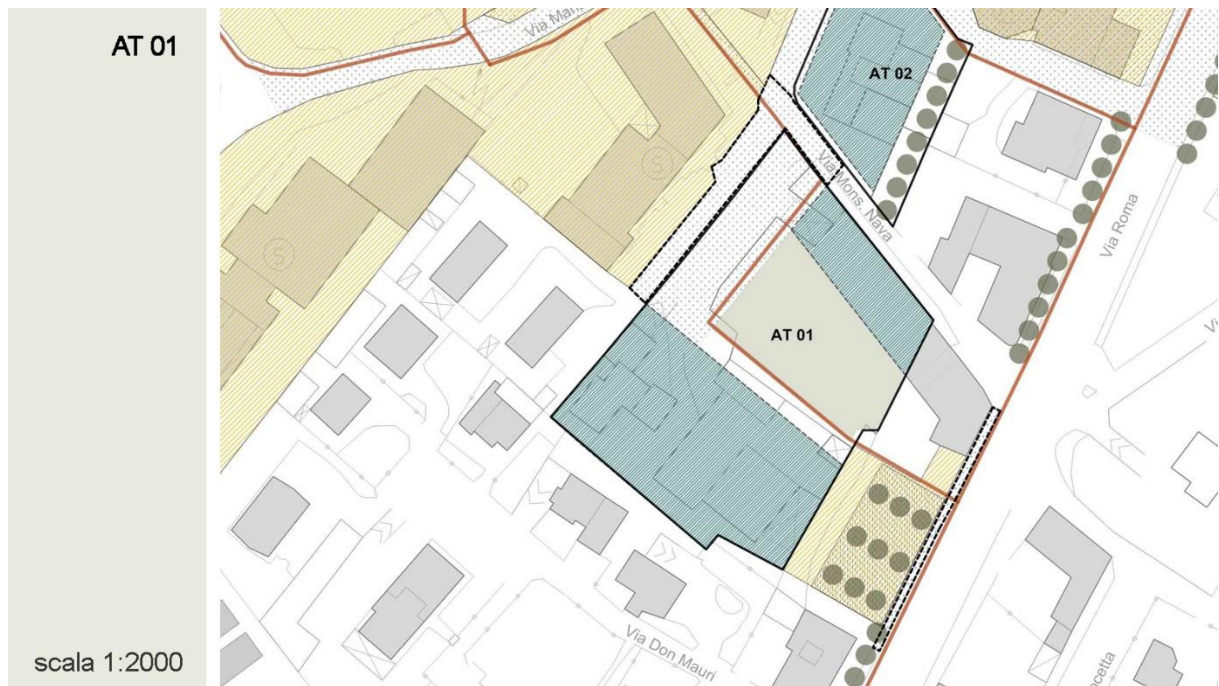 AT 01
scala 1:2000
AT 02
AT 01
Via Mons. Nava
Via Roma
Via Don Mauri
S
S